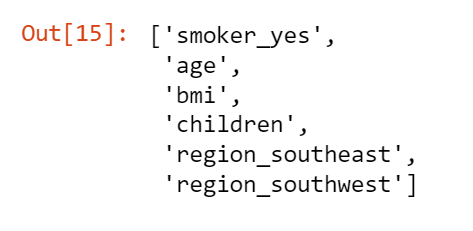 Out[15]: ['smoker_yes',
'age',
'bmi',
'children',
'region_southeast',
'region_southwest']